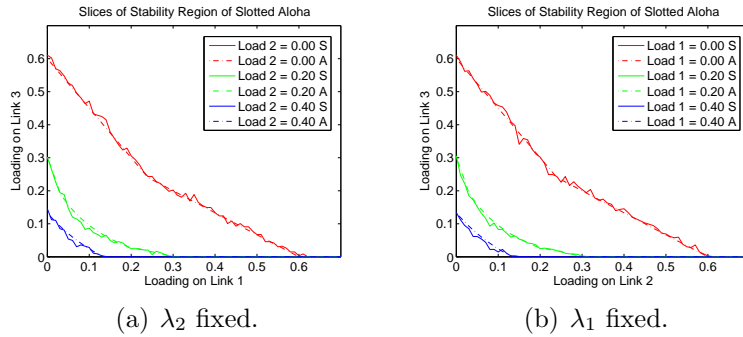 Slices of Stability Region of Slotted Aloha
Loading on Link 3
0.6
0.5
0.4
0.3
0.2
0.1
0
Load 2 = 0.00 S
Load 2 = 0.00 A
Load 2 = 0.20 S
Load 2 = 0.20 A
Load 2 = 0.40 S
Load 2 = 0.40 A
0 0.1 0.2 0.3 0.4 0.5 0.6
Loading on Link 1
(a) λ₂ fixed.
Slices of Stability Region of Slotted Aloha
Loading on Link 3
0.6
0.5
0.4
0.3
0.2
0.1
0
Load 1 = 0.00 S
Load 1 = 0.00 A
Load 1 = 0.20 S
Load 1 = 0.20 A
Load 1 = 0.40 S
Load 1 = 0.40 A
0 0.1 0.2 0.3 0.4 0.5 0.6
Loading on Link 2
(b) λ₁ fixed.